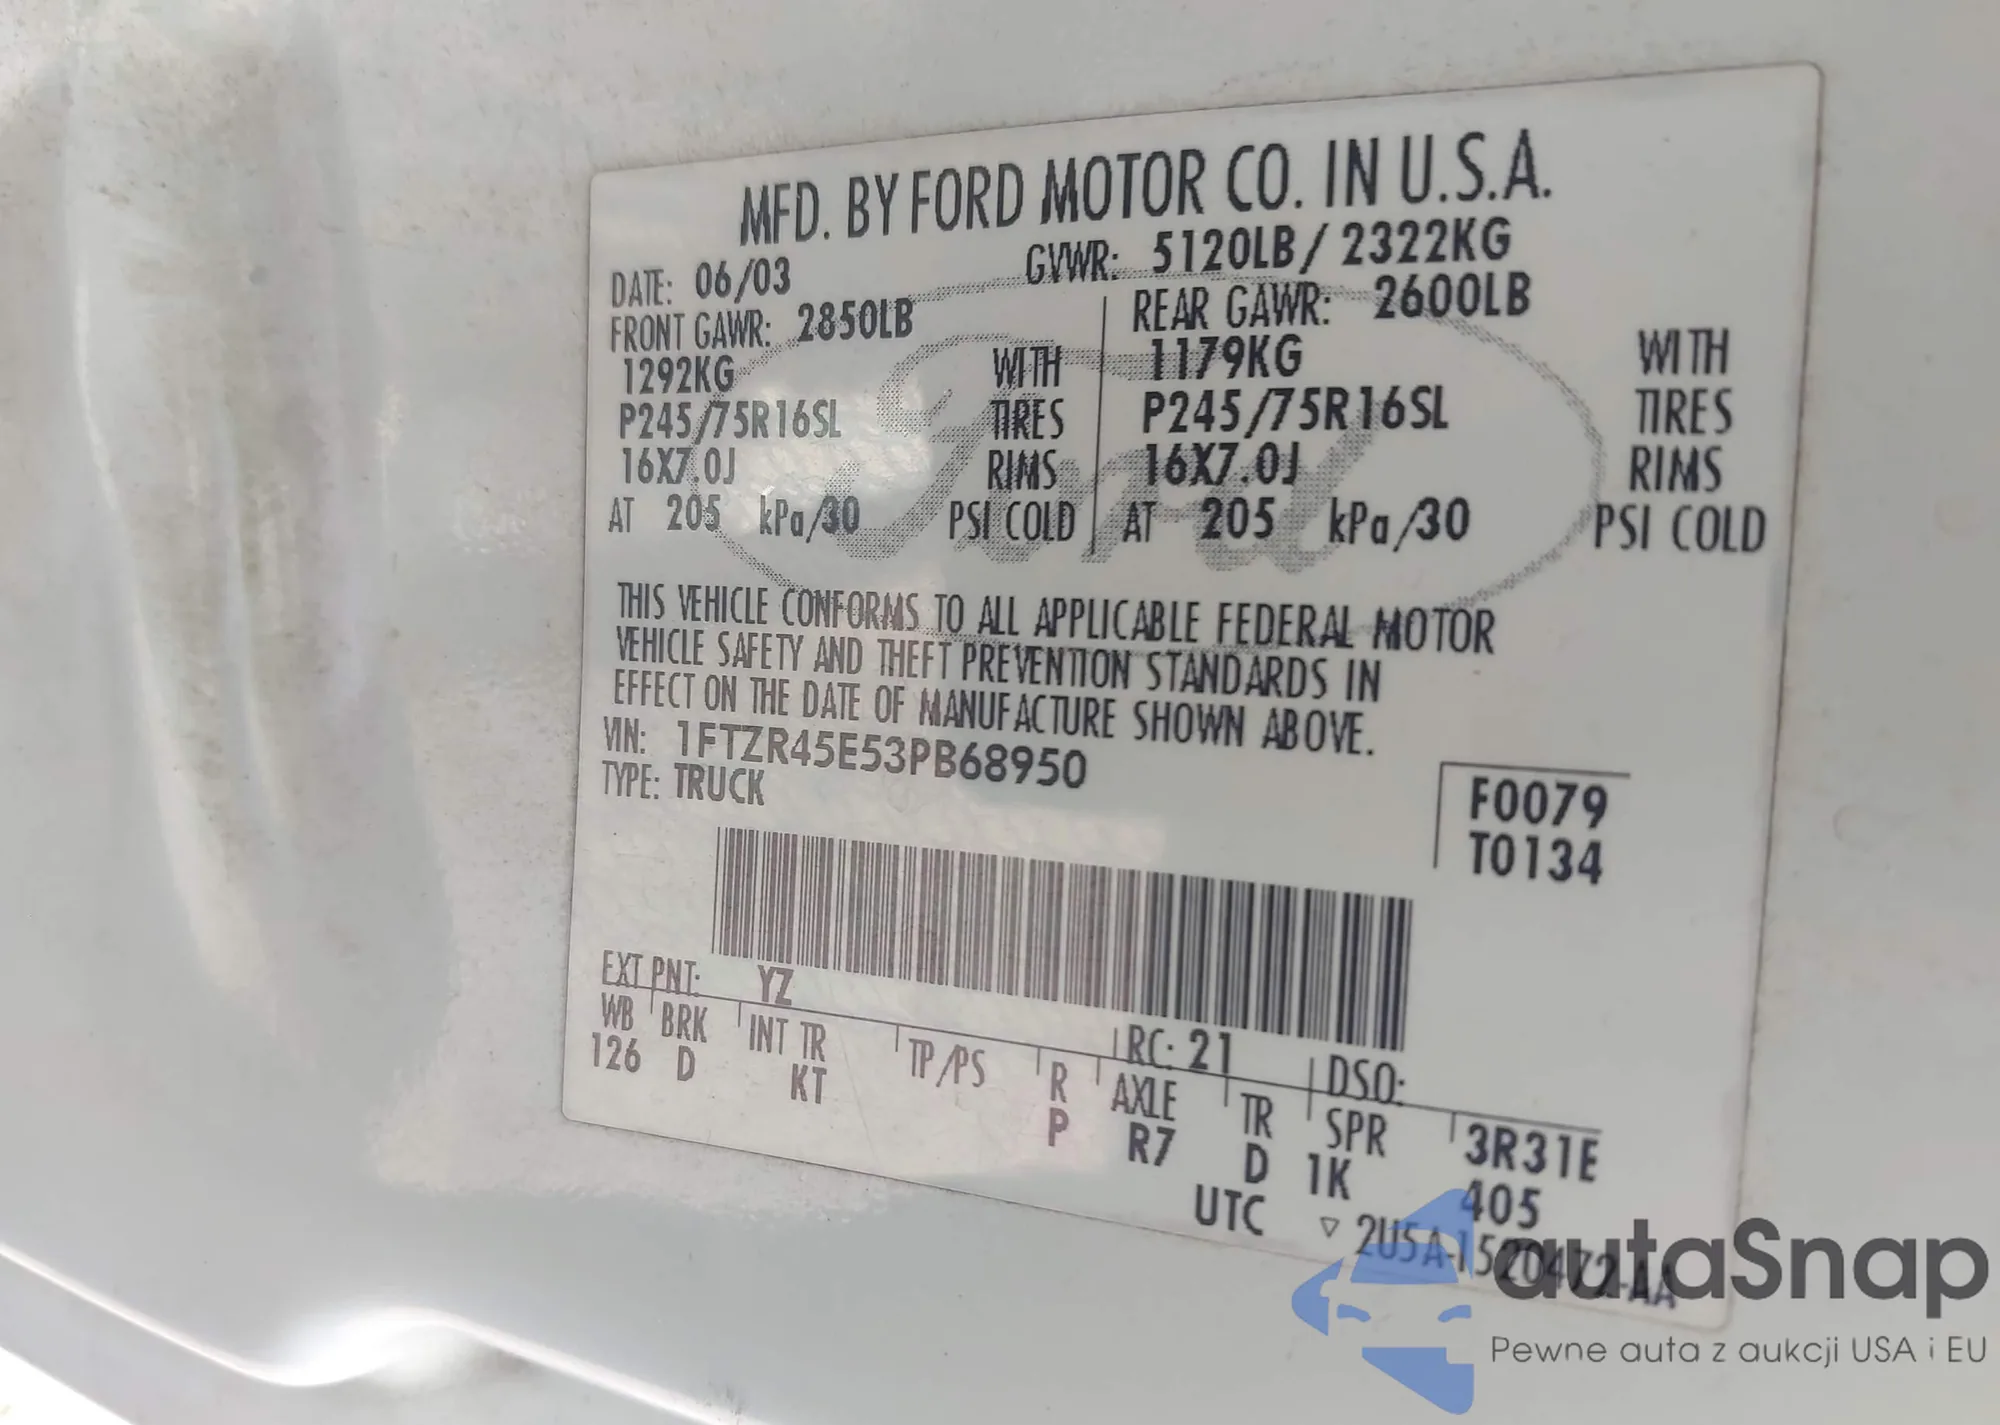 MFD. BY FORD MOTOR CO. IN U.S.A.
DATE: 06/03 GVWR: 5120LB/ 2322KG
FRONT GAWR: 2850LB REAR GAWR: 2600LB
1292KG WITH 1179KG WITH
P245/75R16SL TIRES P245/75R16SL TIRES
16X7.0J RIMS 16X7.0J RIMS
AT 205 kPa/30 PSI COLD AT 205 kPa/30 PSI COLD
Ford
THIS VEHICLE CONFORMS TO ALL APPLICABLE FEDERAL MOTOR
VEHICLE SAFETY AND THEFT PREVENTION STANDARDS IN
EFFECT ON THE DATE OF MANUFACTURE SHOWN ABOVE.
VIN: 1FTZR45E53PB68950
TYPE: TRUCK
F0079
T0134
EXT PNT: YZ RC: 21 DSO:
WB BRK INT TR TP/PS R AXLE TR SPR 3R31E
126 D KT P R7 D 1K 405
UTC ▽ 2U5A-1520472-AA
autaSnap
Pewne auta z aukcji USA i EU